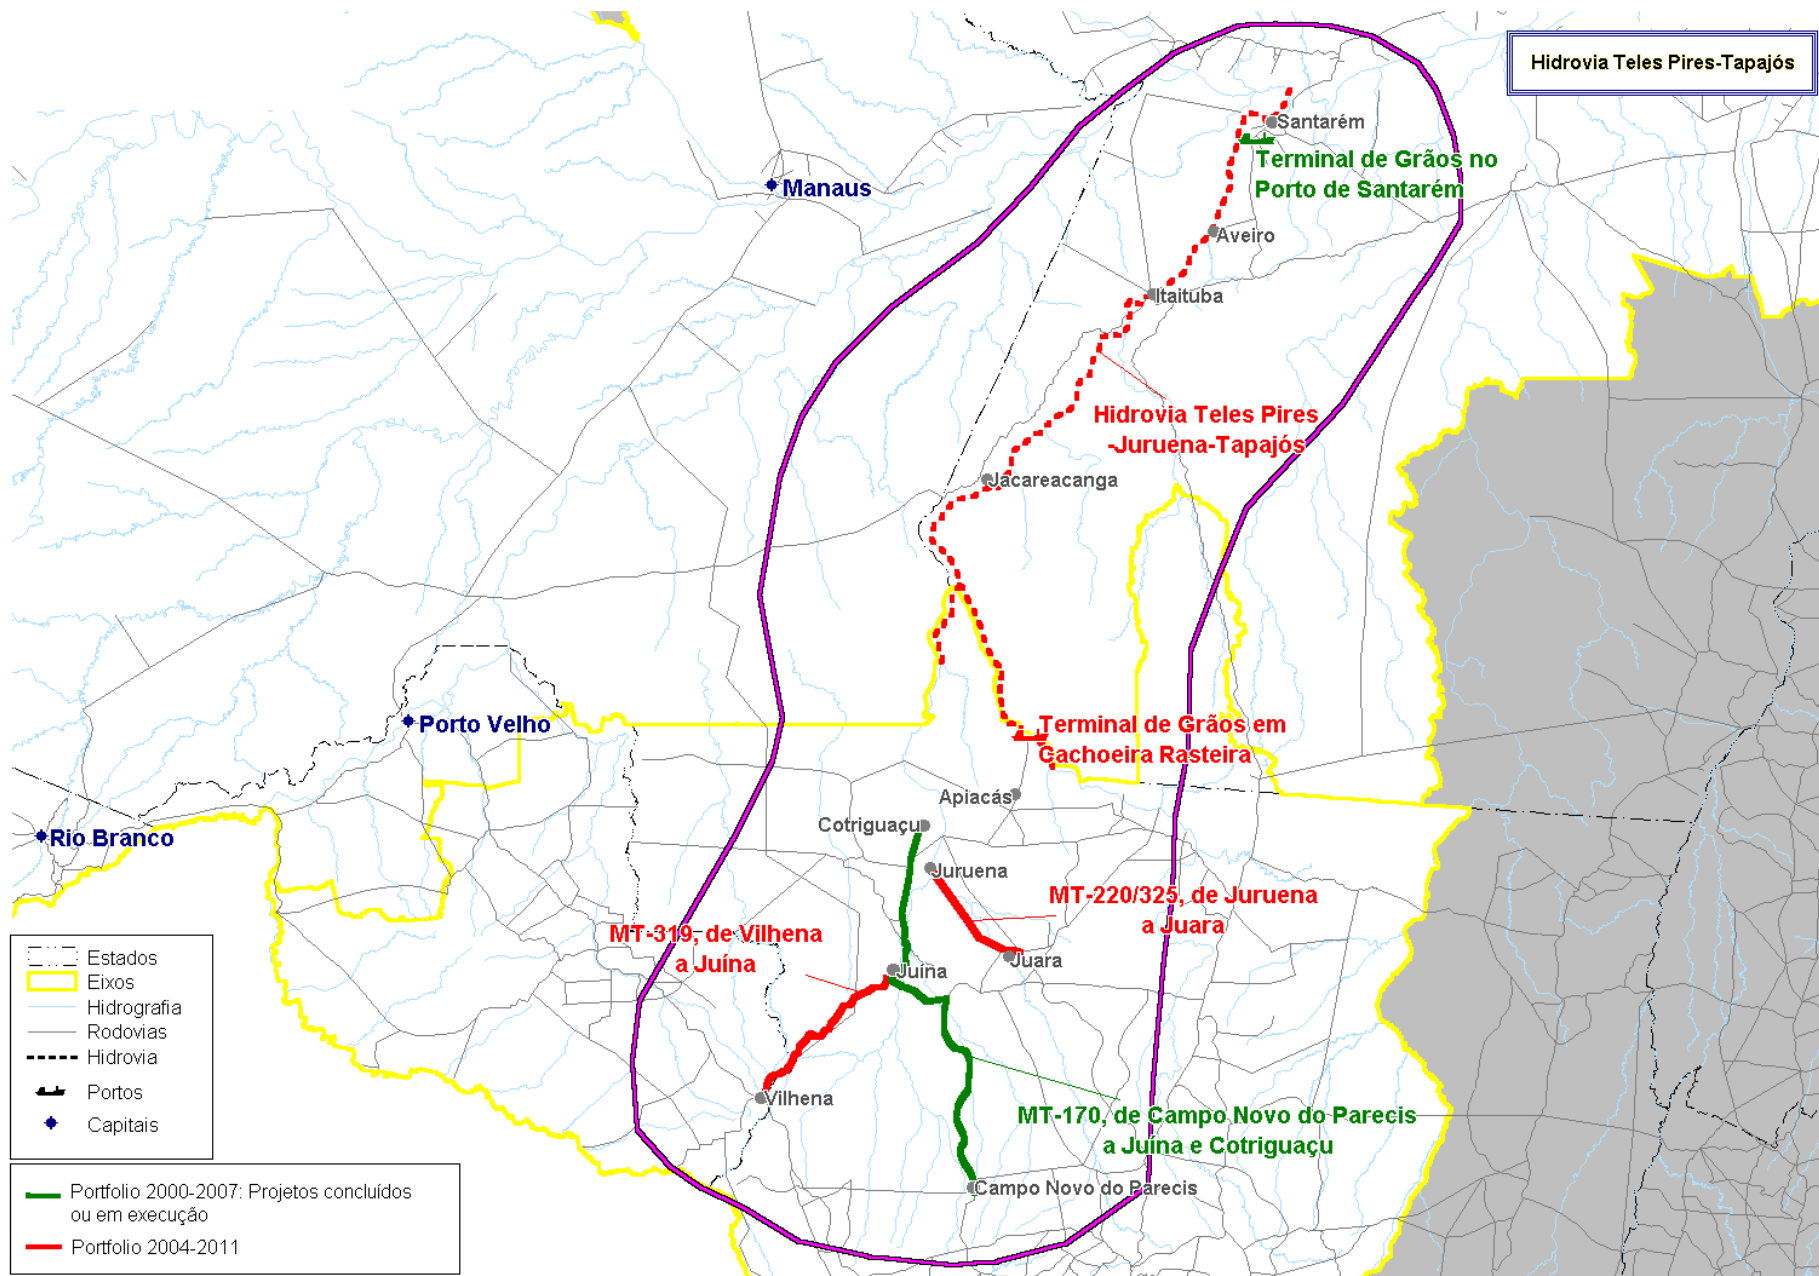 Hidrovia Teles Pires-Tapajós
Santarém
Terminal de Grãos no
Porto de Santarém
Manaus
Aveiro
Itaituba
Hidrovia Teles Pires
-Juruena-Tapajós
Jacareacanga
Porto Velho
Terminal de Grãos em
Cachoeira Rasteira
Apiacás
Cotriguaçu
Rio Branco
Juruena
MT-220/325, de Juruena
a Juara
MT-319, de Vilhena
a Juína
Juara
Juína
Vilhena
MT-170, de Campo Novo do Parecis
a Juína e Cotriguaçu
Campo Novo do Parecis
Estados
Eixos
Hidrografia
Rodovias
Hidrovia
Portos
Capitais
Portfolio 2000-2007: Projetos concluídos
ou em execução
Portfolio 2004-2011